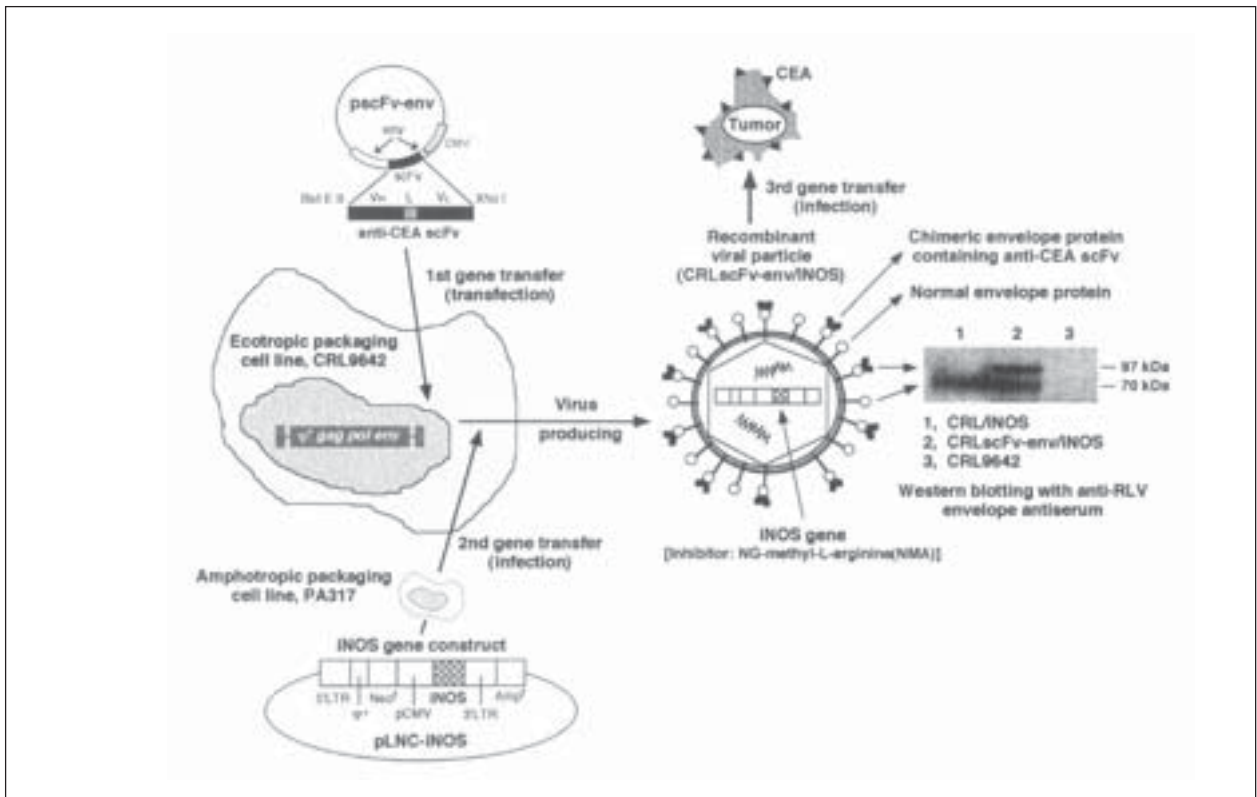 pscFv-env
env
CMV
scFv
Bst E II
VH
L
VL
Xho I
anti-CEA scFv
1st gene transfer
(transfection)
Ecotropic packaging
cell line, CRL9642
gag pol env
Virus
producing
2nd gene transfer
(infection)
Amphotropic packaging
cell line, PA317
iNOS gene construct
5'LTR
Ψ+
Neo^r
pCMV
iNOS
3'LTR
Amp^r
pLNC-iNOS
CEA
Tumor
3rd gene transfer
(infection)
Recombinant
viral particle
(CRLscFv-env/iNOS)
Chimeric envelope protein
containing anti-CEA scFv
Normal envelope protein
1 2 3
97 kDa
70 kDa
1, CRL/iNOS
2, CRLscFv-env/iNOS
3, CRL9642
Western blotting with anti-RLV
envelope antiserum
iNOS gene
[Inhibitor: NG-methyl-L-arginine(NMA)]